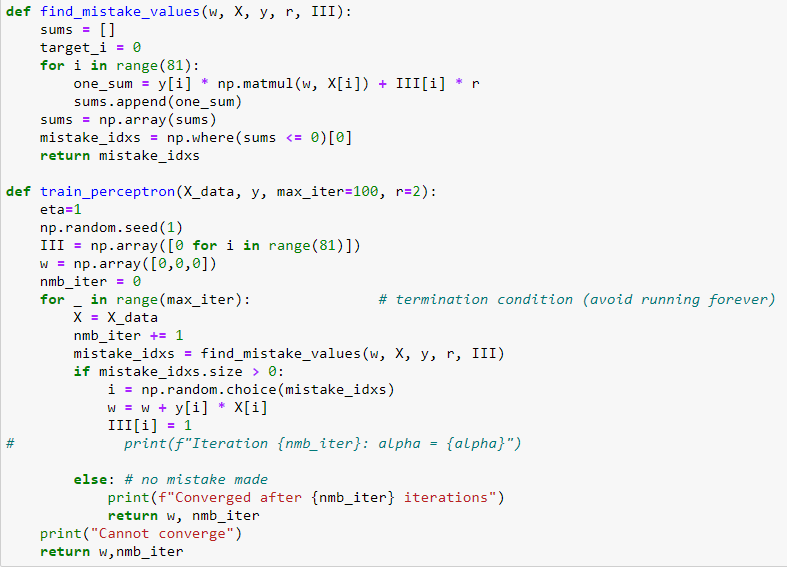 def find_mistake_values(w, X, y, r, III):
    sums = []
    target_i = 0
    for i in range(81):
        one_sum = y[i] * np.matmul(w, X[i]) + III[i] * r
        sums.append(one_sum)
    sums = np.array(sums)
    mistake_idxs = np.where(sums <= 0)[0]
    return mistake_idxs

def train_perceptron(X_data, y, max_iter=100, r=2):
    eta=1
    np.random.seed(1)
    III = np.array([0 for i in range(81)])
    w = np.array([0,0,0])
    nmb_iter = 0
    for _ in range(max_iter):               # termination condition (avoid running forever)
        X = X_data
        nmb_iter += 1
        mistake_idxs = find_mistake_values(w, X, y, r, III)
        if mistake_idxs.size > 0:
            i = np.random.choice(mistake_idxs)
            w = w + y[i] * X[i]
            III[i] = 1
#             print(f"Iteration {nmb_iter}: alpha = {alpha}")

        else: # no mistake made
            print(f"Converged after {nmb_iter} iterations")
            return w, nmb_iter
    print("Cannot converge")
    return w,nmb_iter